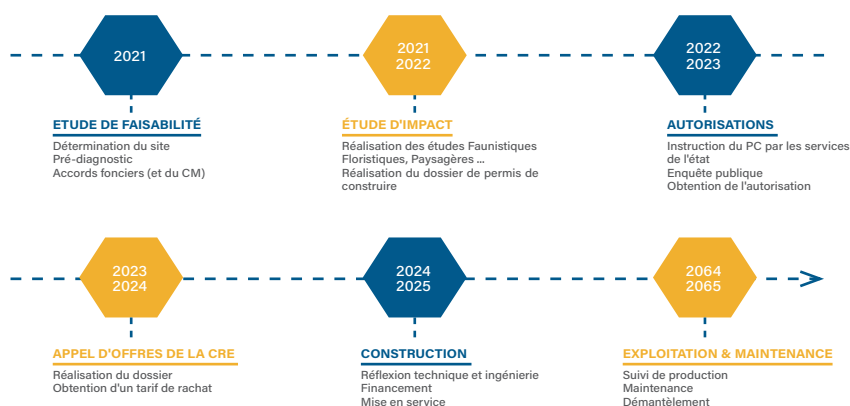 2021
ETUDE DE FAISABILITÉ
Détermination du site
Pré-diagnostic
Accords fonciers (et du CM)
2021
2022
ÉTUDE D'IMPACT
Réalisation des études Faunistiques
Floristiques, Paysagères ...
Réalisation du dossier de permis de
construire
2022
2023
AUTORISATIONS
Instruction du PC par les services
de l'état
Enquête publique
Obtention de l'autorisation
2023
2024
APPEL D'OFFRES DE LA CRE
Réalisation du dossier
Obtention d'un tarif de rachat
2024
2025
CONSTRUCTION
Réflexion technique et ingénierie
Financement
Mise en service
2064
2065
EXPLOITATION & MAINTENANCE
Suivi de production
Maintenance
Démantèlement